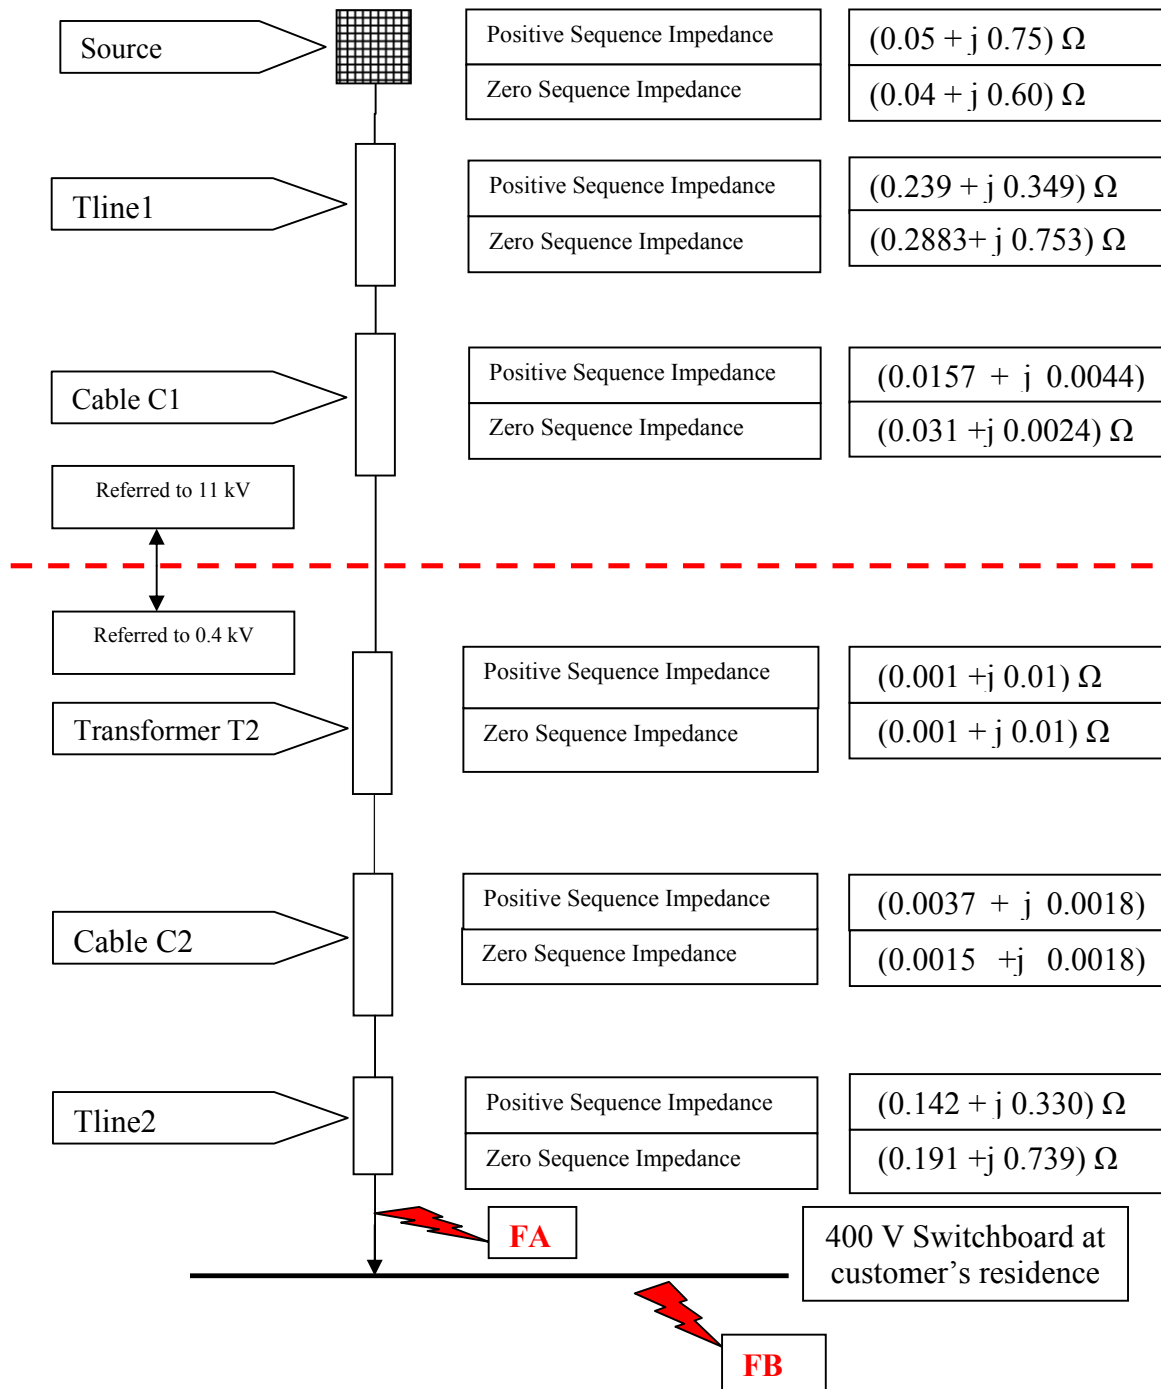 Source
Positive Sequence Impedance
(0.05 + j 0.75) Ω
Zero Sequence Impedance
(0.04 + j 0.60) Ω
Tline1
Positive Sequence Impedance
(0.239 + j 0.349) Ω
Zero Sequence Impedance
(0.2883+ j 0.753) Ω
Cable C1
Positive Sequence Impedance
(0.0157 + j 0.0044)
Zero Sequence Impedance
(0.031 +j 0.0024) Ω
Referred to 11 kV
Referred to 0.4 kV
Transformer T2
Positive Sequence Impedance
(0.001 +j 0.01) Ω
Zero Sequence Impedance
(0.001 + j 0.01) Ω
Cable C2
Positive Sequence Impedance
(0.0037 + j 0.0018)
Zero Sequence Impedance
(0.0015 +j 0.0018)
Tline2
Positive Sequence Impedance
(0.142 + j 0.330) Ω
Zero Sequence Impedance
(0.191 +j 0.739) Ω
FA
400 V Switchboard at
customer's residence
FB